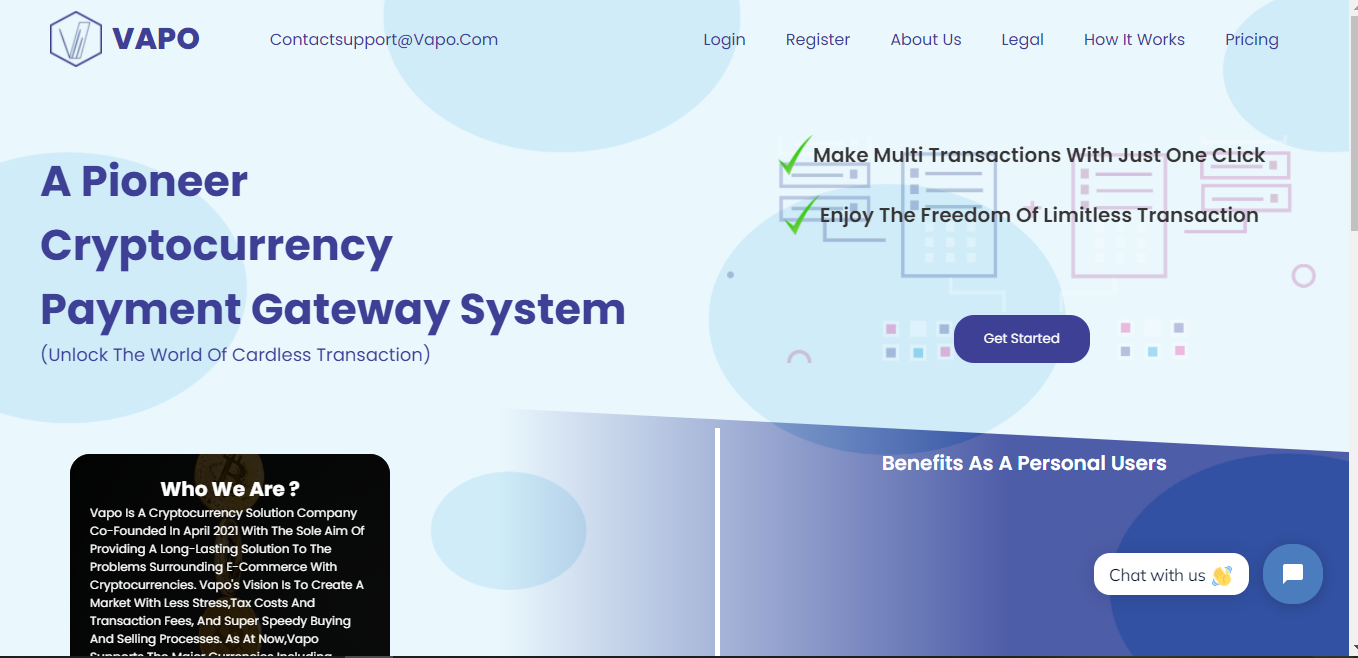 VAPO
Contactsupport@Vapo.Com
Login
Register
About Us
Legal
How It Works
Pricing
A Pioneer
Cryptocurrency
Payment Gateway System
(Unlock The World Of Cardless Transaction)
Make Multi Transactions With Just One CLick
Enjoy The Freedom Of Limitless Transaction
Get Started
Who We Are ?
Vapo Is A Cryptocurrency Solution Company
Co-Founded In April 2021 With The Sole Aim Of
Providing A Long-Lasting Solution To The
Problems Surrounding E-Commerce With
Cryptocurrencies. Vapo's Vision Is To Create A
Market With Less Stress,Tax Costs And
Transaction Fees, And Super Speedy Buying
And Selling Processes. As At Now,Vapo
Supports The Major Currencies Including
Benefits As A Personal Users
Chat with us 👋